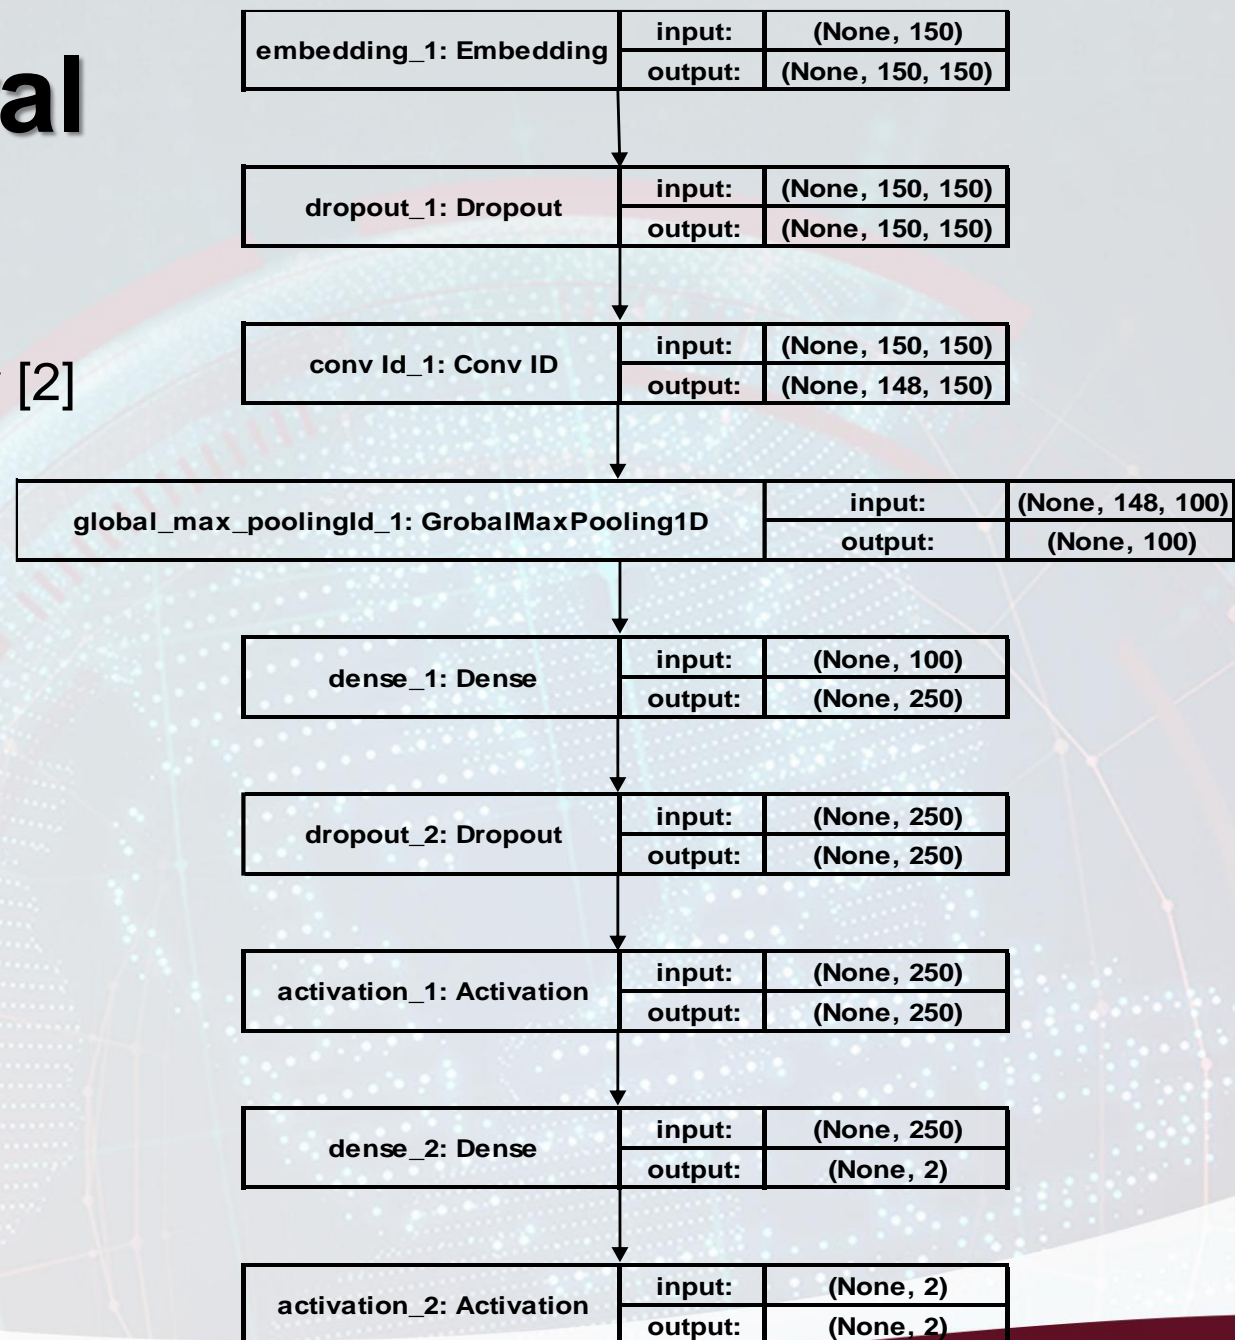 al
[2]
embedding_1: Embedding
input: (None, 150)
output: (None, 150, 150)
dropout_1: Dropout
input: (None, 150, 150)
output: (None, 150, 150)
conv Id_1: Conv ID
input: (None, 150, 150)
output: (None, 148, 150)
global_max_poolingId_1: GrobalMaxPooling1D
input: (None, 148, 100)
output: (None, 100)
dense_1: Dense
input: (None, 100)
output: (None, 250)
dropout_2: Dropout
input: (None, 250)
output: (None, 250)
activation_1: Activation
input: (None, 250)
output: (None, 250)
dense_2: Dense
input: (None, 250)
output: (None, 2)
activation_2: Activation
input: (None, 2)
output: (None, 2)